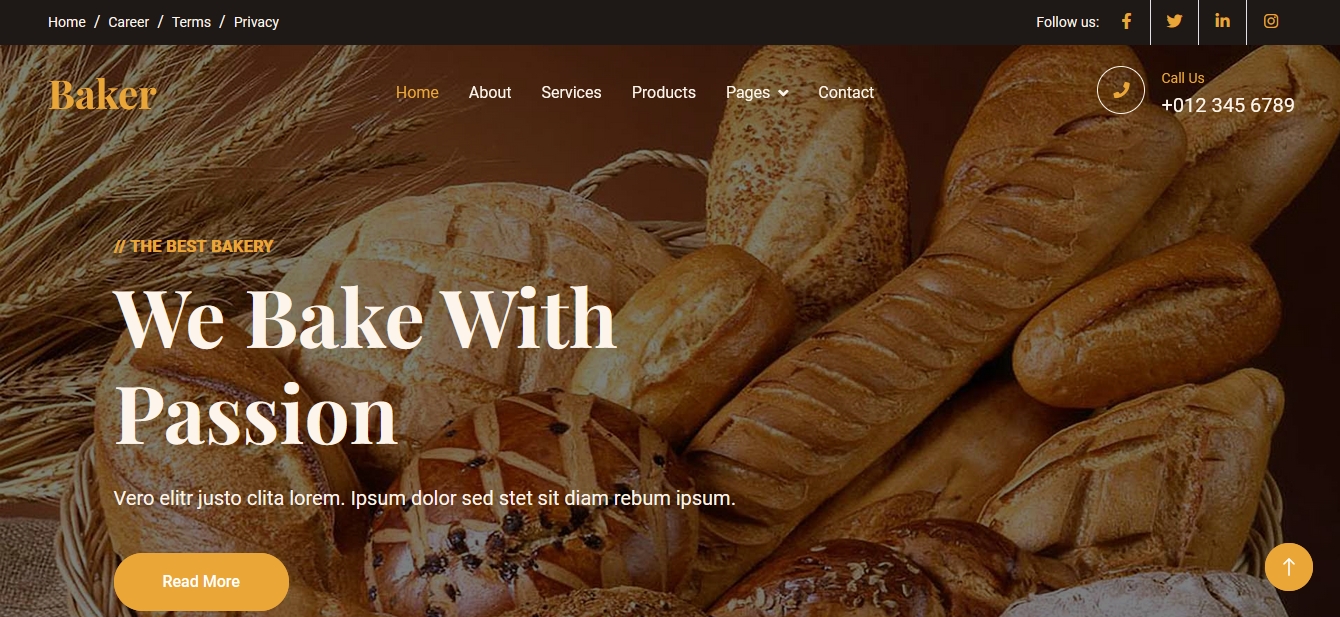 Home / Career / Terms / Privacy
Follow us:
Baker
Home About Services Products Pages Contact
Call Us
+012 345 6789
// THE BEST BAKERY
We Bake With
Passion
Vero elitr justo clita lorem. Ipsum dolor sed stet sit diam rebum ipsum.
Read More